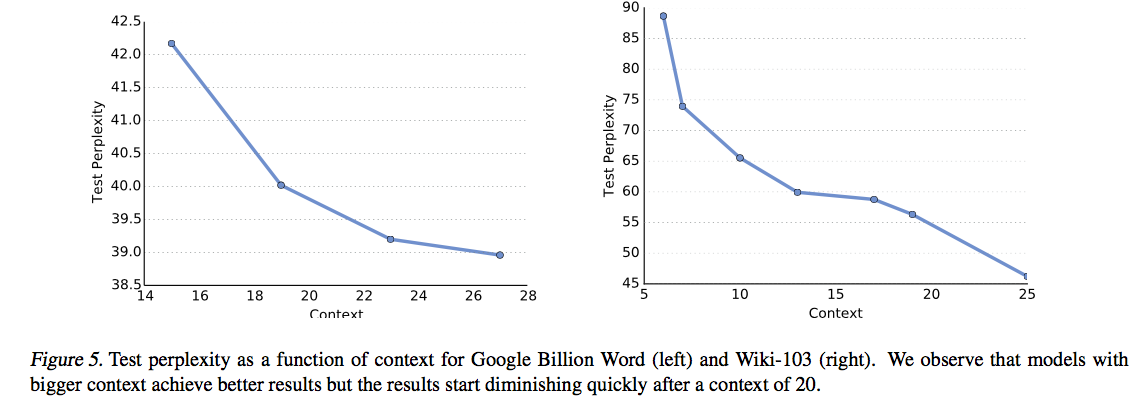 42.5
42.0
41.5
41.0
40.5
40.0
39.5
39.0
38.5
Test Perplexity
14 16 18 20 22 24 26 28
Context
90
85
80
75
70
65
60
55
50
45
Test Perplexity
5 10 15 20 25
Context
Figure 5. Test perplexity as a function of context for Google Billion Word (left) and Wiki-103 (right). We observe that models with
bigger context achieve better results but the results start diminishing quickly after a context of 20.